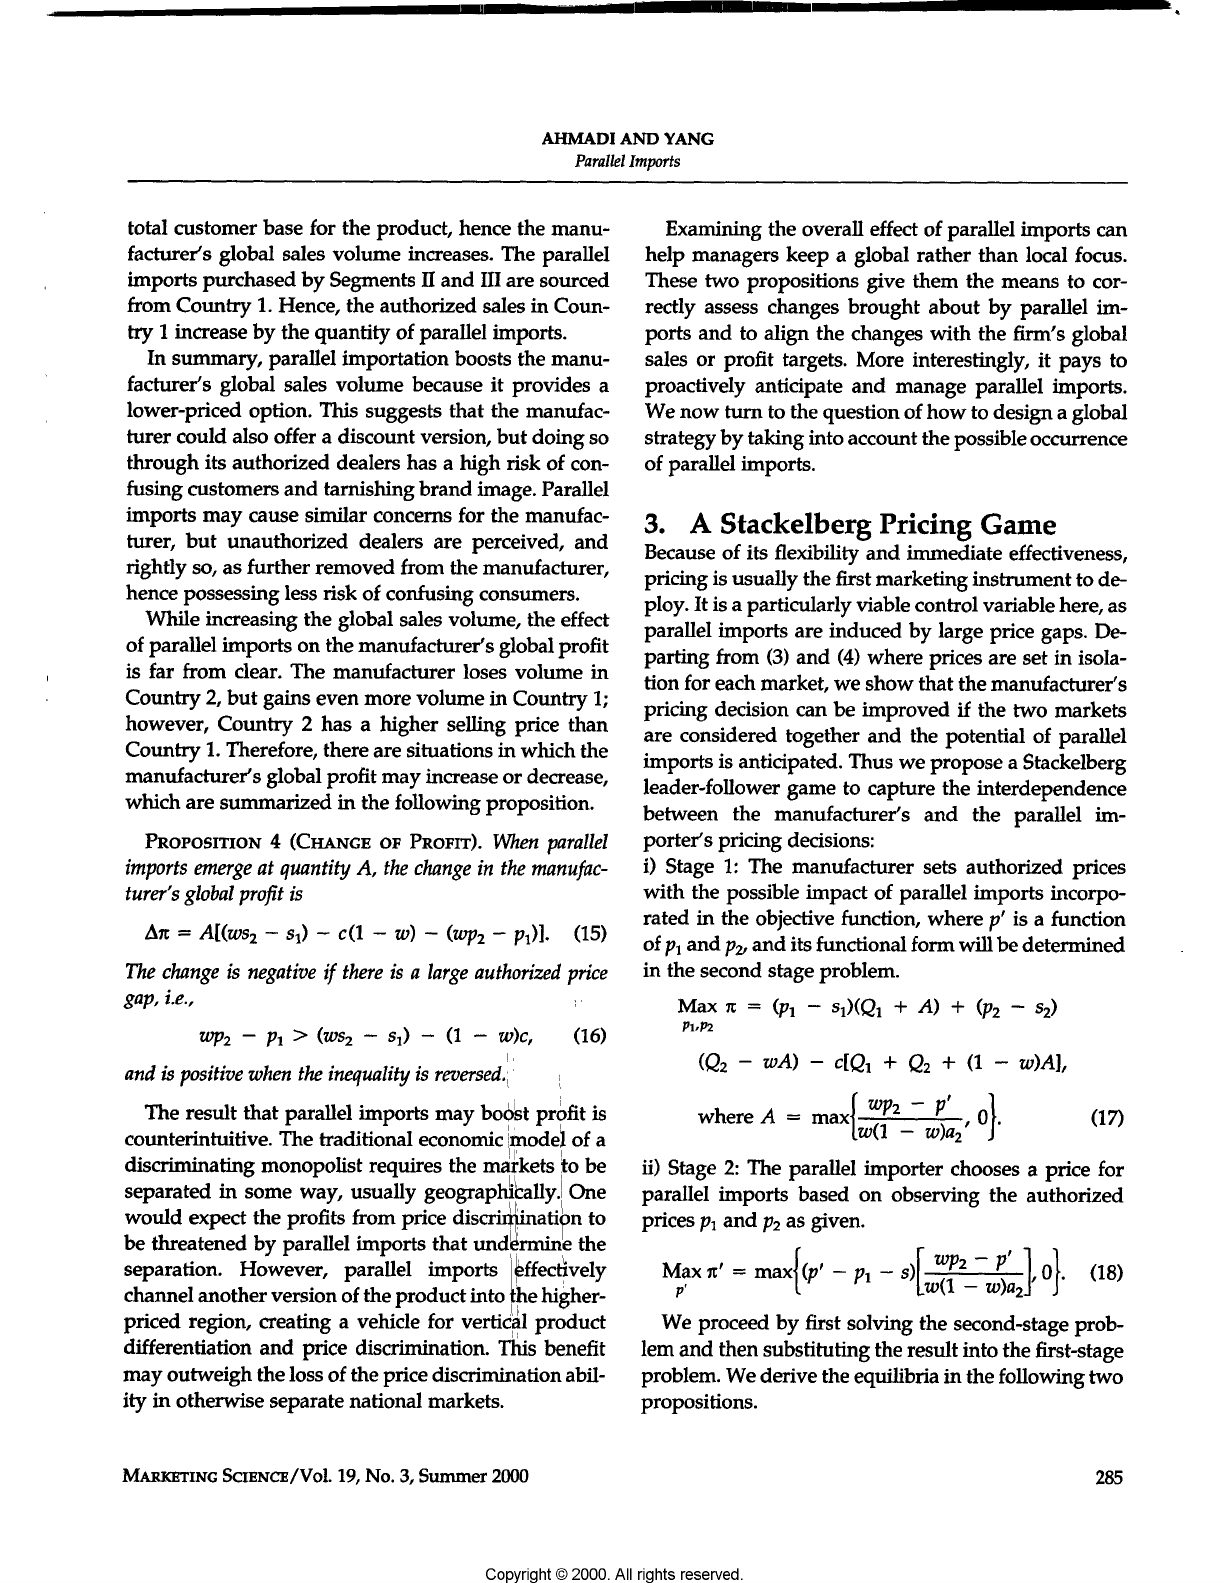 AHMADI AND YANG
Parallel Imports
total customer base for the product, hence the manu-
facturer's global sales volume increases. The parallel
imports purchased by Segments II and III are sourced
from Country 1. Hence, the authorized sales in Coun-
try 1 increase by the quantity of parallel imports.
In summary, parallel importation boosts the manu-
facturer's global sales volume because it provides a
lower-priced option. This suggests that the manufac-
turer could also offer a discount version, but doing so
through its authorized dealers has a high risk of con-
fusing customers and tarnishing brand image. Parallel
imports may cause similar concerns for the manufac-
turer, but unauthorized dealers are perceived, and
rightly so, as further removed from the manufacturer,
hence possessing less risk of confusing consumers.
While increasing the global sales volume, the effect
of parallel imports on the manufacturer's global profit
is far from clear. The manufacturer loses volume in
Country 2, but gains even more volume in Country 1;
however, Country 2 has a higher selling price than
Country 1. Therefore, there are situations in which the
manufacturer's global profit may increase or decrease,
which are summarized in the following proposition.
PROPOSITION 4 (CHANGE OF PROFIT). When parallel
imports emerge at quantity A, the change in the manufac-
turer's global profit is
Δπ = A[(ws₂ − s₁) − c(1 − w) − (wp₂ − p₁)]. (15)
The change is negative if there is a large authorized price
gap, i.e.,
wp₂ − p₁ > (ws₂ − s₁) − (1 − w)c, (16)
and is positive when the inequality is reversed.
The result that parallel imports may boost profit is
counterintuitive. The traditional economic model of a
discriminating monopolist requires the markets to be
separated in some way, usually geographically. One
would expect the profits from price discrimination to
be threatened by parallel imports that undermine the
separation. However, parallel imports effectively
channel another version of the product into the higher-
priced region, creating a vehicle for vertical product
differentiation and price discrimination. This benefit
may outweigh the loss of the price discrimination abil-
ity in otherwise separate national markets.
Examining the overall effect of parallel imports can
help managers keep a global rather than local focus.
These two propositions give them the means to cor-
rectly assess changes brought about by parallel im-
ports and to align the changes with the firm's global
sales or profit targets. More interestingly, it pays to
proactively anticipate and manage parallel imports.
We now turn to the question of how to design a global
strategy by taking into account the possible occurrence
of parallel imports.
3. A Stackelberg Pricing Game
Because of its flexibility and immediate effectiveness,
pricing is usually the first marketing instrument to de-
ploy. It is a particularly viable control variable here, as
parallel imports are induced by large price gaps. De-
parting from (3) and (4) where prices are set in isola-
tion for each market, we show that the manufacturer's
pricing decision can be improved if the two markets
are considered together and the potential of parallel
imports is anticipated. Thus we propose a Stackelberg
leader-follower game to capture the interdependence
between the manufacturer's and the parallel im-
porter's pricing decisions:
i) Stage 1: The manufacturer sets authorized prices
with the possible impact of parallel imports incorpo-
rated in the objective function, where p′ is a function
of p₁ and p₂, and its functional form will be determined
in the second stage problem.
Max π = (p₁ − s₁)(Q₁ + A) + (p₂ − s₂)
p₁,p₂
(Q₂ − wA) − c[Q₁ + Q₂ + (1 − w)A],
where A = max{(wp₂ − p′)/(w(1 − w)a₂), 0}. (17)
ii) Stage 2: The parallel importer chooses a price for
parallel imports based on observing the authorized
prices p₁ and p₂ as given.
Max π′ = max{(p′ − p₁ − s)[(wp₂ − p′)/(w(1 − w)a₂)], 0}. (18)
p′
We proceed by first solving the second-stage prob-
lem and then substituting the result into the first-stage
problem. We derive the equilibria in the following two
propositions.
MARKETING SCIENCE/Vol. 19, No. 3, Summer 2000
285
Copyright © 2000. All rights reserved.